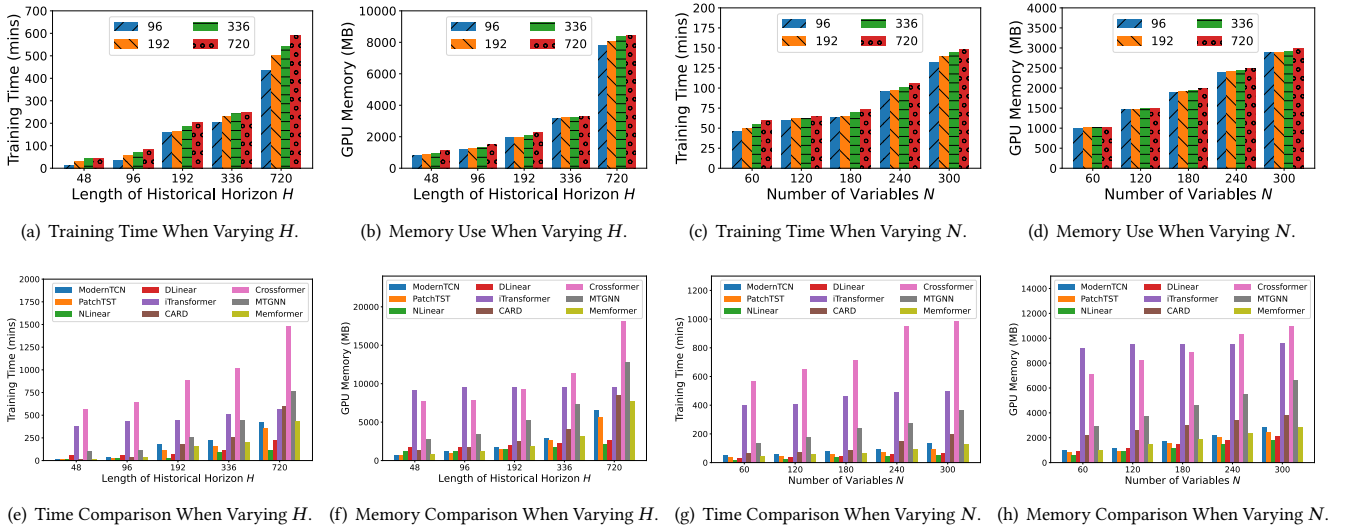 700
600
500
400
300
200
100
0
Training Time (mins)
96 336
192 720
48 96 192 336 720
Length of Historical Horizon H
(a) Training Time When Varying H.
10000
8000
6000
4000
2000
0
GPU Memory (MB)
96 336
192 720
48 96 192 336 720
Length of Historical Horizon H
(b) Memory Use When Varying H.
200
175
150
125
100
75
50
25
0
Training Time (mins)
96 336
192 720
60 120 180 240 300
Number of Variables N
(c) Training Time When Varying N.
4000
3500
3000
2500
2000
1500
1000
500
0
GPU Memory (MB)
96 336
192 720
60 120 180 240 300
Number of Variables N
(d) Memory Use When Varying N.
2000
1750
1500
1250
1000
750
500
250
0
Training Time (mins)
ModernTCN DLinear Crossformer
PatchTST iTransformer MTGNN
NLinear CARD Memformer
48 96 192 336 720
Length of Historical Horizon H
(e) Time Comparison When Varying H.
20000
15000
10000
5000
0
GPU Memory (MB)
ModernTCN DLinear Crossformer
PatchTST iTransformer MTGNN
NLinear CARD Memformer
48 96 192 336 720
Length of Historical Horizon H
(f) Memory Comparison When Varying H.
1200
1000
800
600
400
200
0
Training Time (mins)
ModernTCN DLinear Crossformer
PatchTST iTransformer MTGNN
NLinear CARD Memformer
60 120 180 240 300
Number of Variables N
(g) Time Comparison When Varying N.
14000
12000
10000
8000
6000
4000
2000
0
GPU Memory (MB)
ModernTCN DLinear Crossformer
PatchTST iTransformer MTGNN
NLinear CARD Memformer
60 120 180 240 300
Number of Variables N
(h) Memory Comparison When Varying N.